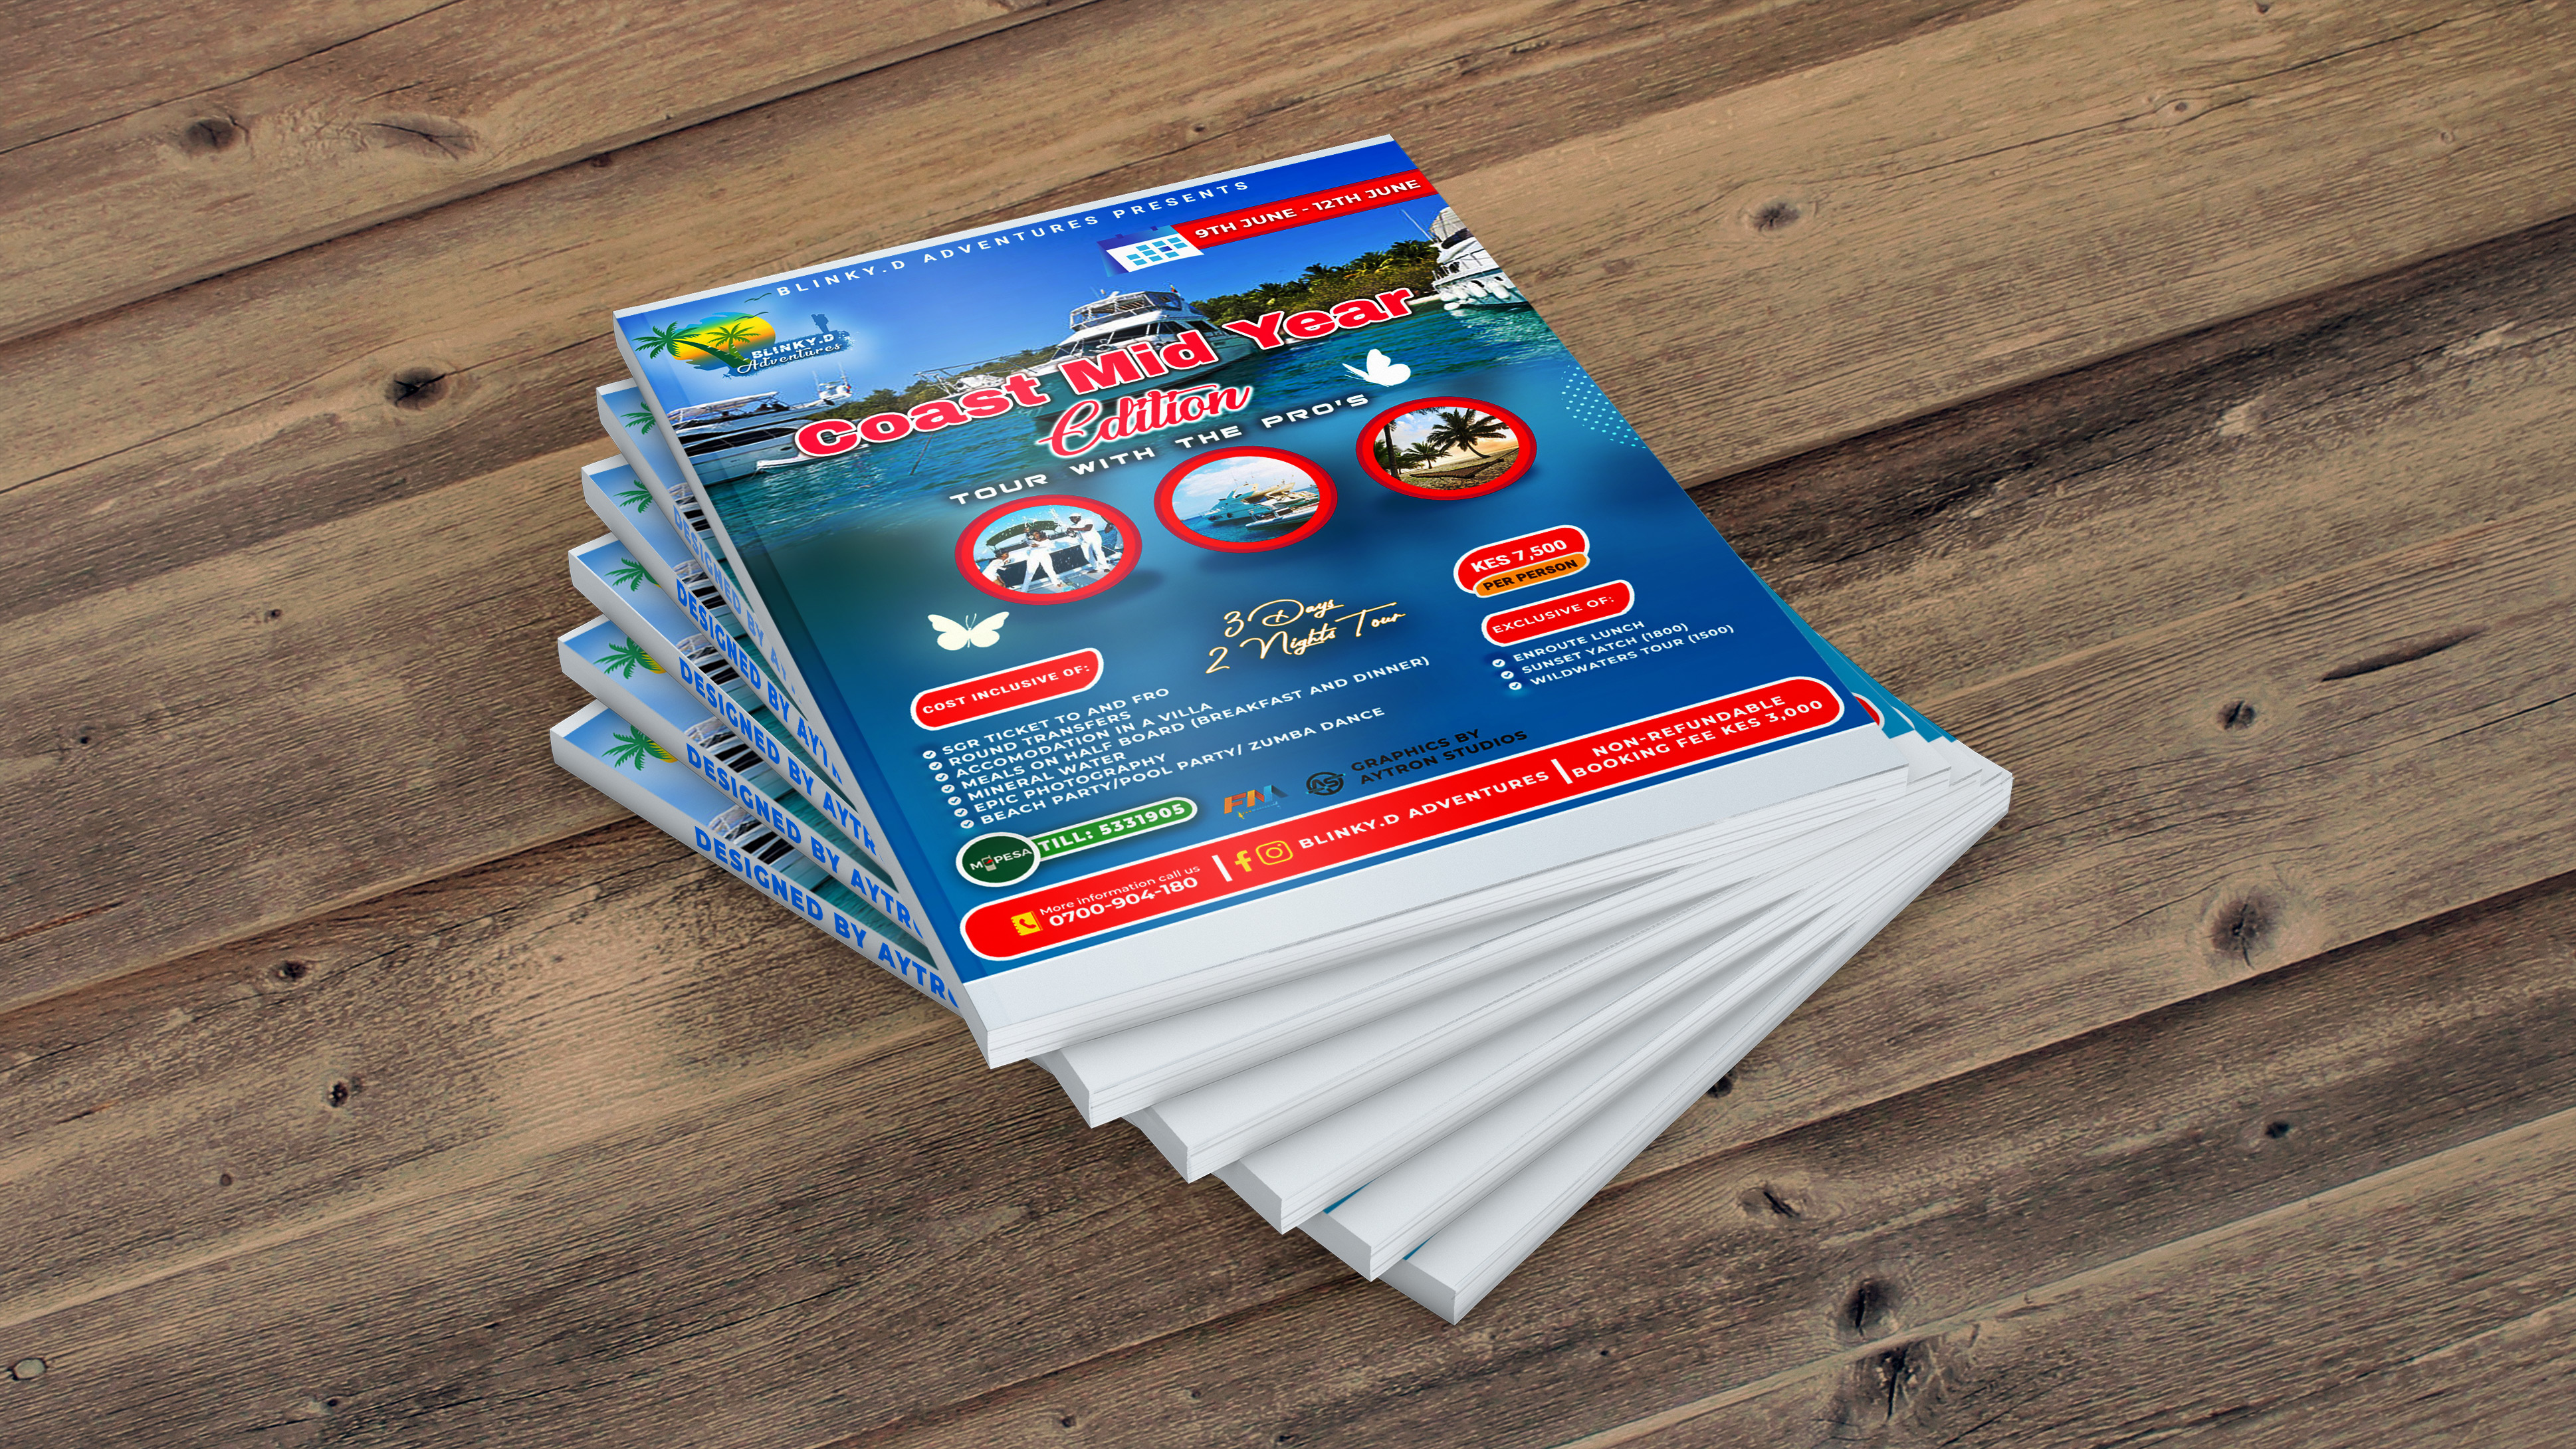 BLINKY.D ADVENTURES PRESENTS
9TH JUNE - 12TH JUNE
BLINKY.D
Adventures
Coast Mid Year
Edition
TOUR WITH THE PRO'S
KES 7,500
PER PERSON
3 Days
2 Nights Tour
EXCLUSIVE OF:
ENROUTE LUNCH
SUNSET YATCH (1800)
WILDWATERS TOUR (1500)
COST INCLUSIVE OF:
SGR TICKET TO AND FRO
ROUND TRANSFERS
ACCOMODATION IN A VILLA
MEALS ON HALF BOARD (BREAKFAST AND DINNER)
MINERAL WATER
EPIC PHOTOGRAPHY
BEACH PARTY/POOL PARTY/ ZUMBA DANCE
M PESA
TILL: 5331905
AS
GRAPHICS BY
AYTRON STUDIOS
More information call us
0700-904-180
BLINKY.D ADVENTURES
NON-REFUNDABLE
BOOKING FEE KES 3,000
DESIGNED BY A
DESIGNED BY AYT
DESIGNED BY AYTR
DESIGNED BY AYTR
DESIGNED BY AYTR